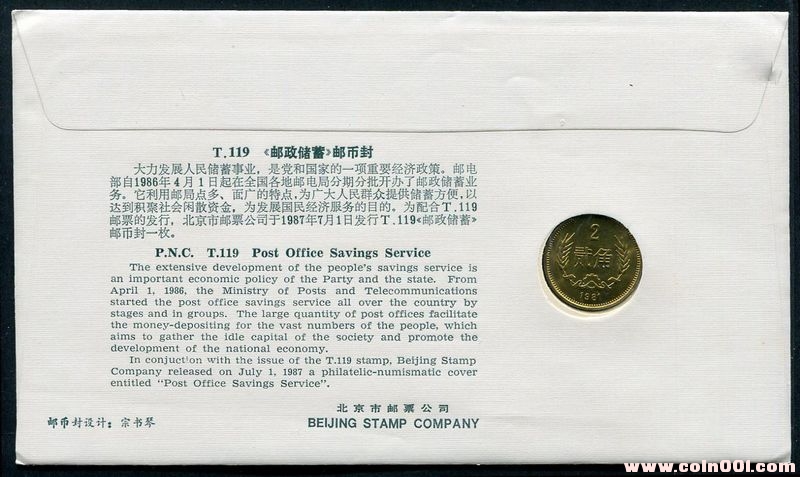 T.119 《邮政储蓄》邮币封
大力发展人民储蓄事业，是党和国家的一项重要经济政策。邮电
部自1986年4月1日起在全国各地邮电局分期分批开办了邮政储蓄业
务。它利用邮局点多、面广的特点，为广大人民群众提供储蓄方便，以
达到积聚社会闲散资金，为发展国民经济服务的目的。为配合T.119
邮票的发行，北京市邮票公司于1987年7月1日发行T.119《邮政储蓄》
邮币封一枚。
P.N.C. T.119 Post Office Savings Service
The extensive development of the people's savings service is
an important economic policy of the Party and the state. From
April 1, 1986, the Ministry of Posts and Telecommunications
started the post office savings service all over the country by
stages and in groups. The large quantity of post offices facilitate
the money-depositing for the vast numbers of the people, which
aims to gather the idle capital of the society and promote the
development of the national economy.
In conjuction with the issue of the T.119 stamp, Beijing Stamp
Company released on July 1, 1987 a philatelic-numismatic cover
entitled "Post Office Savings Service".
2
贰角
1981
邮币封设计：宗书琴
北京市邮票公司
BEIJING STAMP COMPANY
www.coin001.com